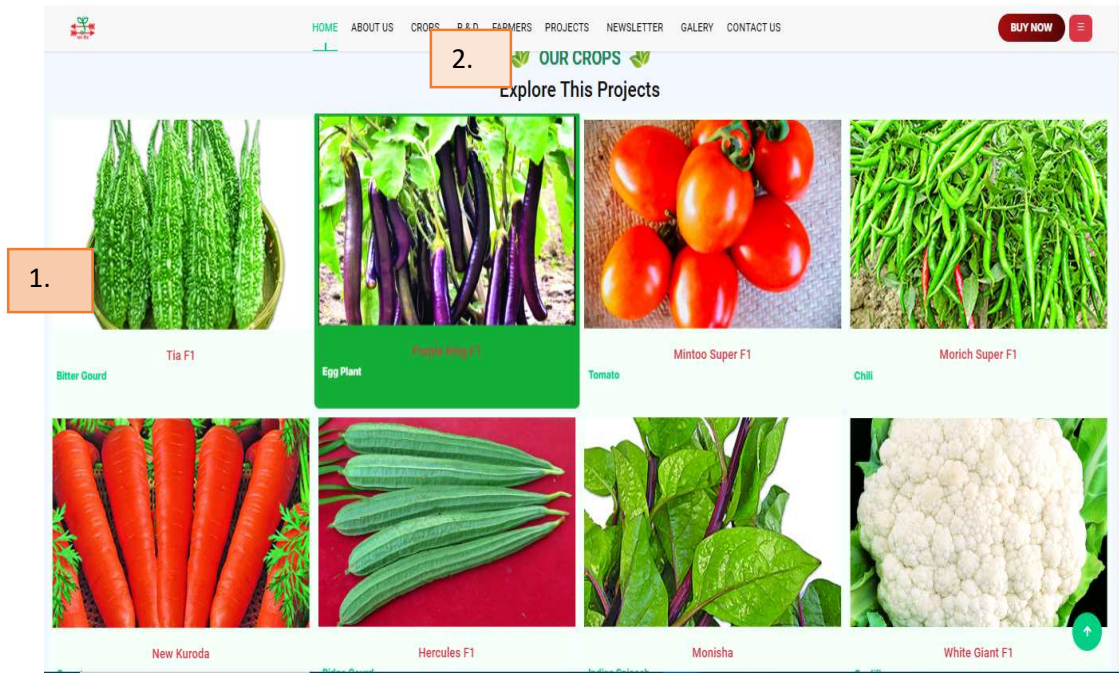 HOME ABOUT US CROPS R & D FARMERS PROJECTS NEWSLETTER GALERY CONTACT US BUY NOW
2.
OUR CROPS
Explore This Projects
1.
Tia F1
Bitter Gourd
Purple King F1
Egg Plant
Mintoo Super F1
Tomato
Morich Super F1
Chili
New Kuroda
Hercules F1
Monisha
White Giant F1